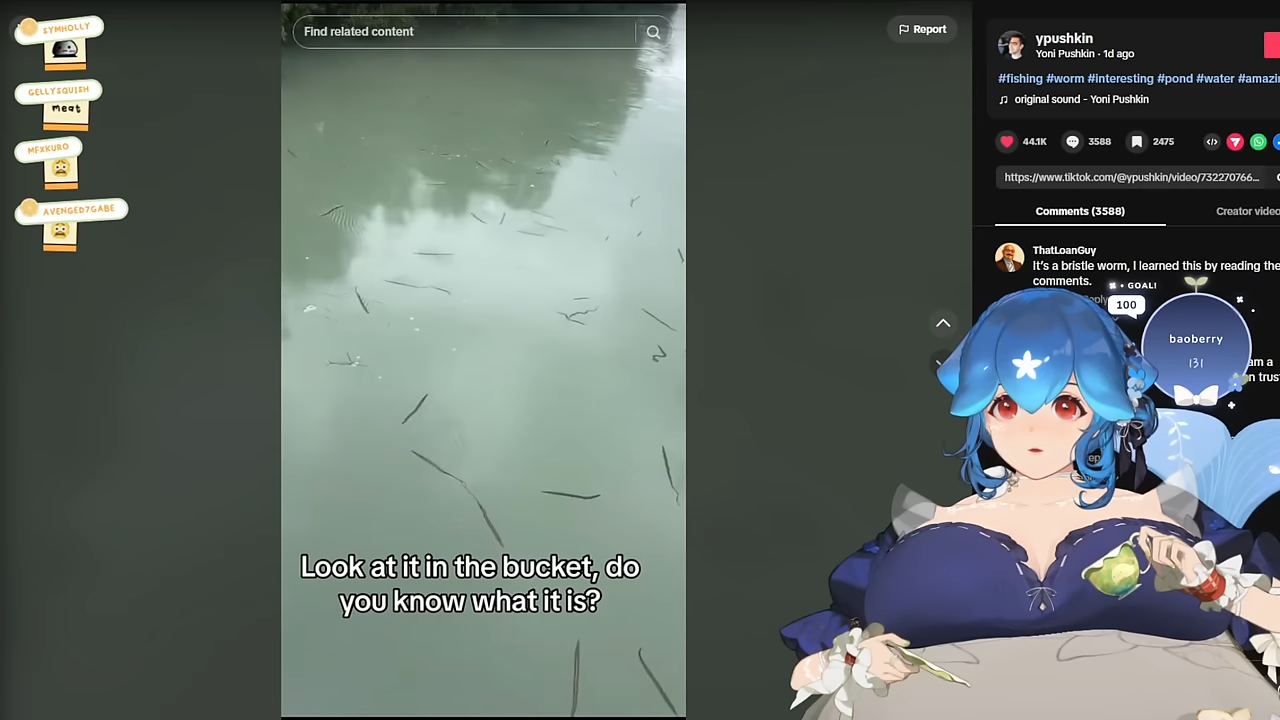 SYMHOLLY
GELLYSQUISH
meat
MFXKURO
AVENGED7GABE
Find related content
Look at it in the bucket, do
you know what it is?
Report
ypushkin
Yoni Pushkin · 1d ago
#fishing #worm #interesting #pond #water #amazin
original sound - Yoni Pushkin
44.1K
3588
2475
https://www.tiktok.com/@ypushkin/video/732270766...
Comments (3588)
Creator video
ThatLoanGuy
It's a bristle worm, I learned this by reading the
comments.
GOAL!
100
baoberry
131
am a